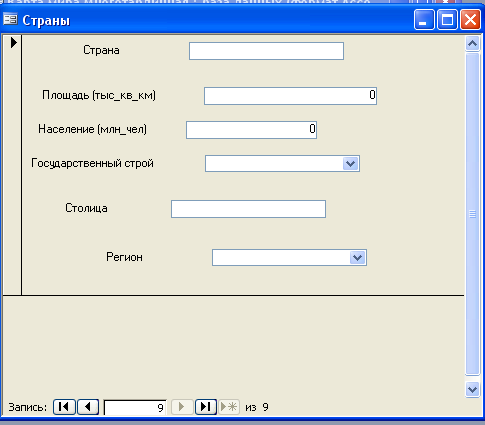 Страны
Страна
Площадь (тыс_кв_км) 0
Население (млн_чел) 0
Государственный строй
Столица
Регион
Запись: 9 из 9